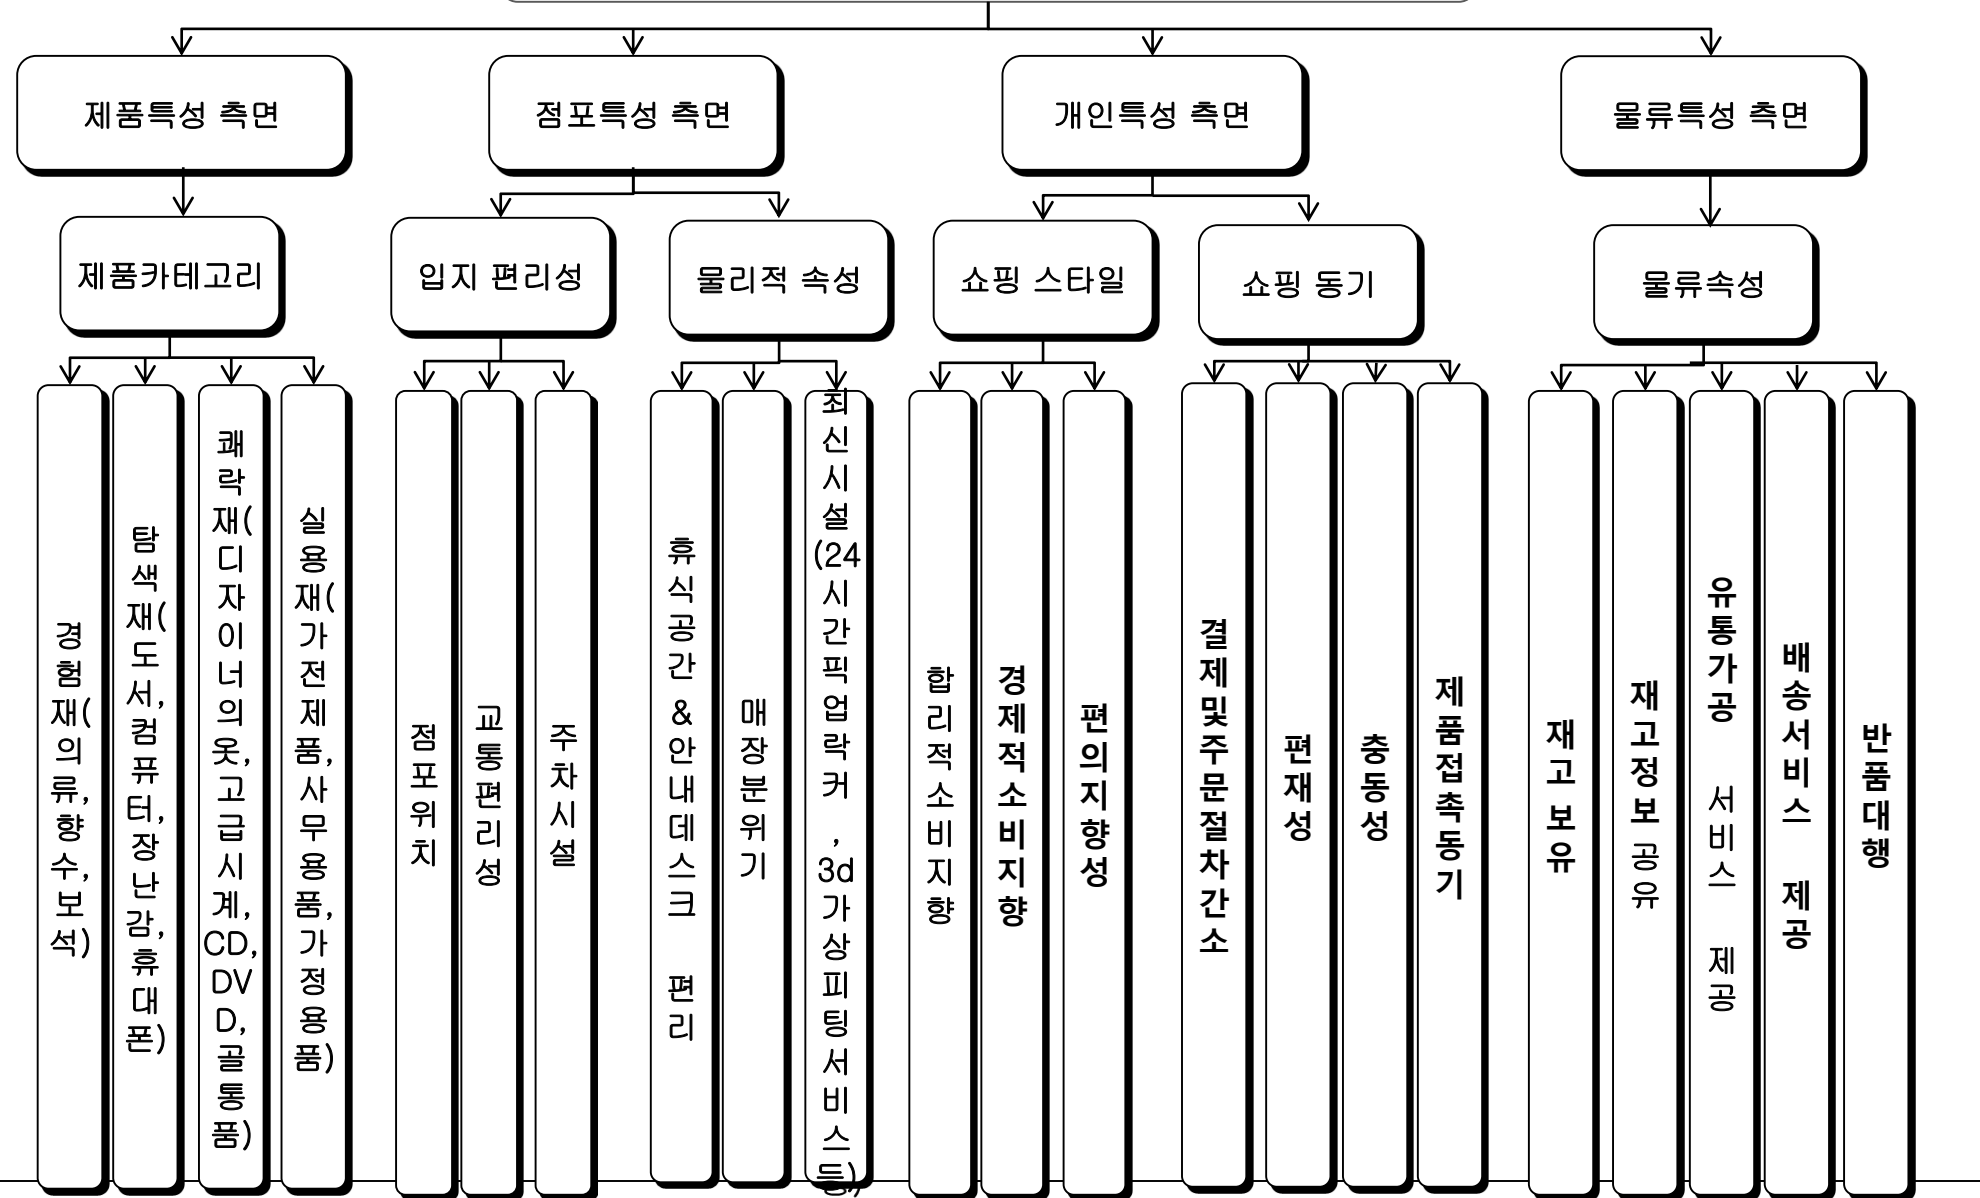 제품특성 측면
점포특성 측면
개인특성 측면
물류특성 측면
제품카테고리
입지 편리성
물리적 속성
쇼핑 스타일
쇼핑 동기
물류속성
경험재(의류,향수,보석)
탐색재(도서,컴퓨터,장난감,휴대폰)
쾌락재(디자이너의옷,고급시계,CD,DVD,골통품)
실용재(가전제품,사무용품,가정용품)
점포위치
교통편리성
주차시설
휴식공간 &안내데스크 편리
매장분위기
최신시설(24시간픽업락커 , 3d가상피팅서비스등)
합리적소비지향
경제적소비지향
편의지향성
결제및주문절차간소
편재성
충동성
제품접촉동기
재고 보유
재고정보 공유
유통가공 서비스 제공
배송서비스 제공
반품대행